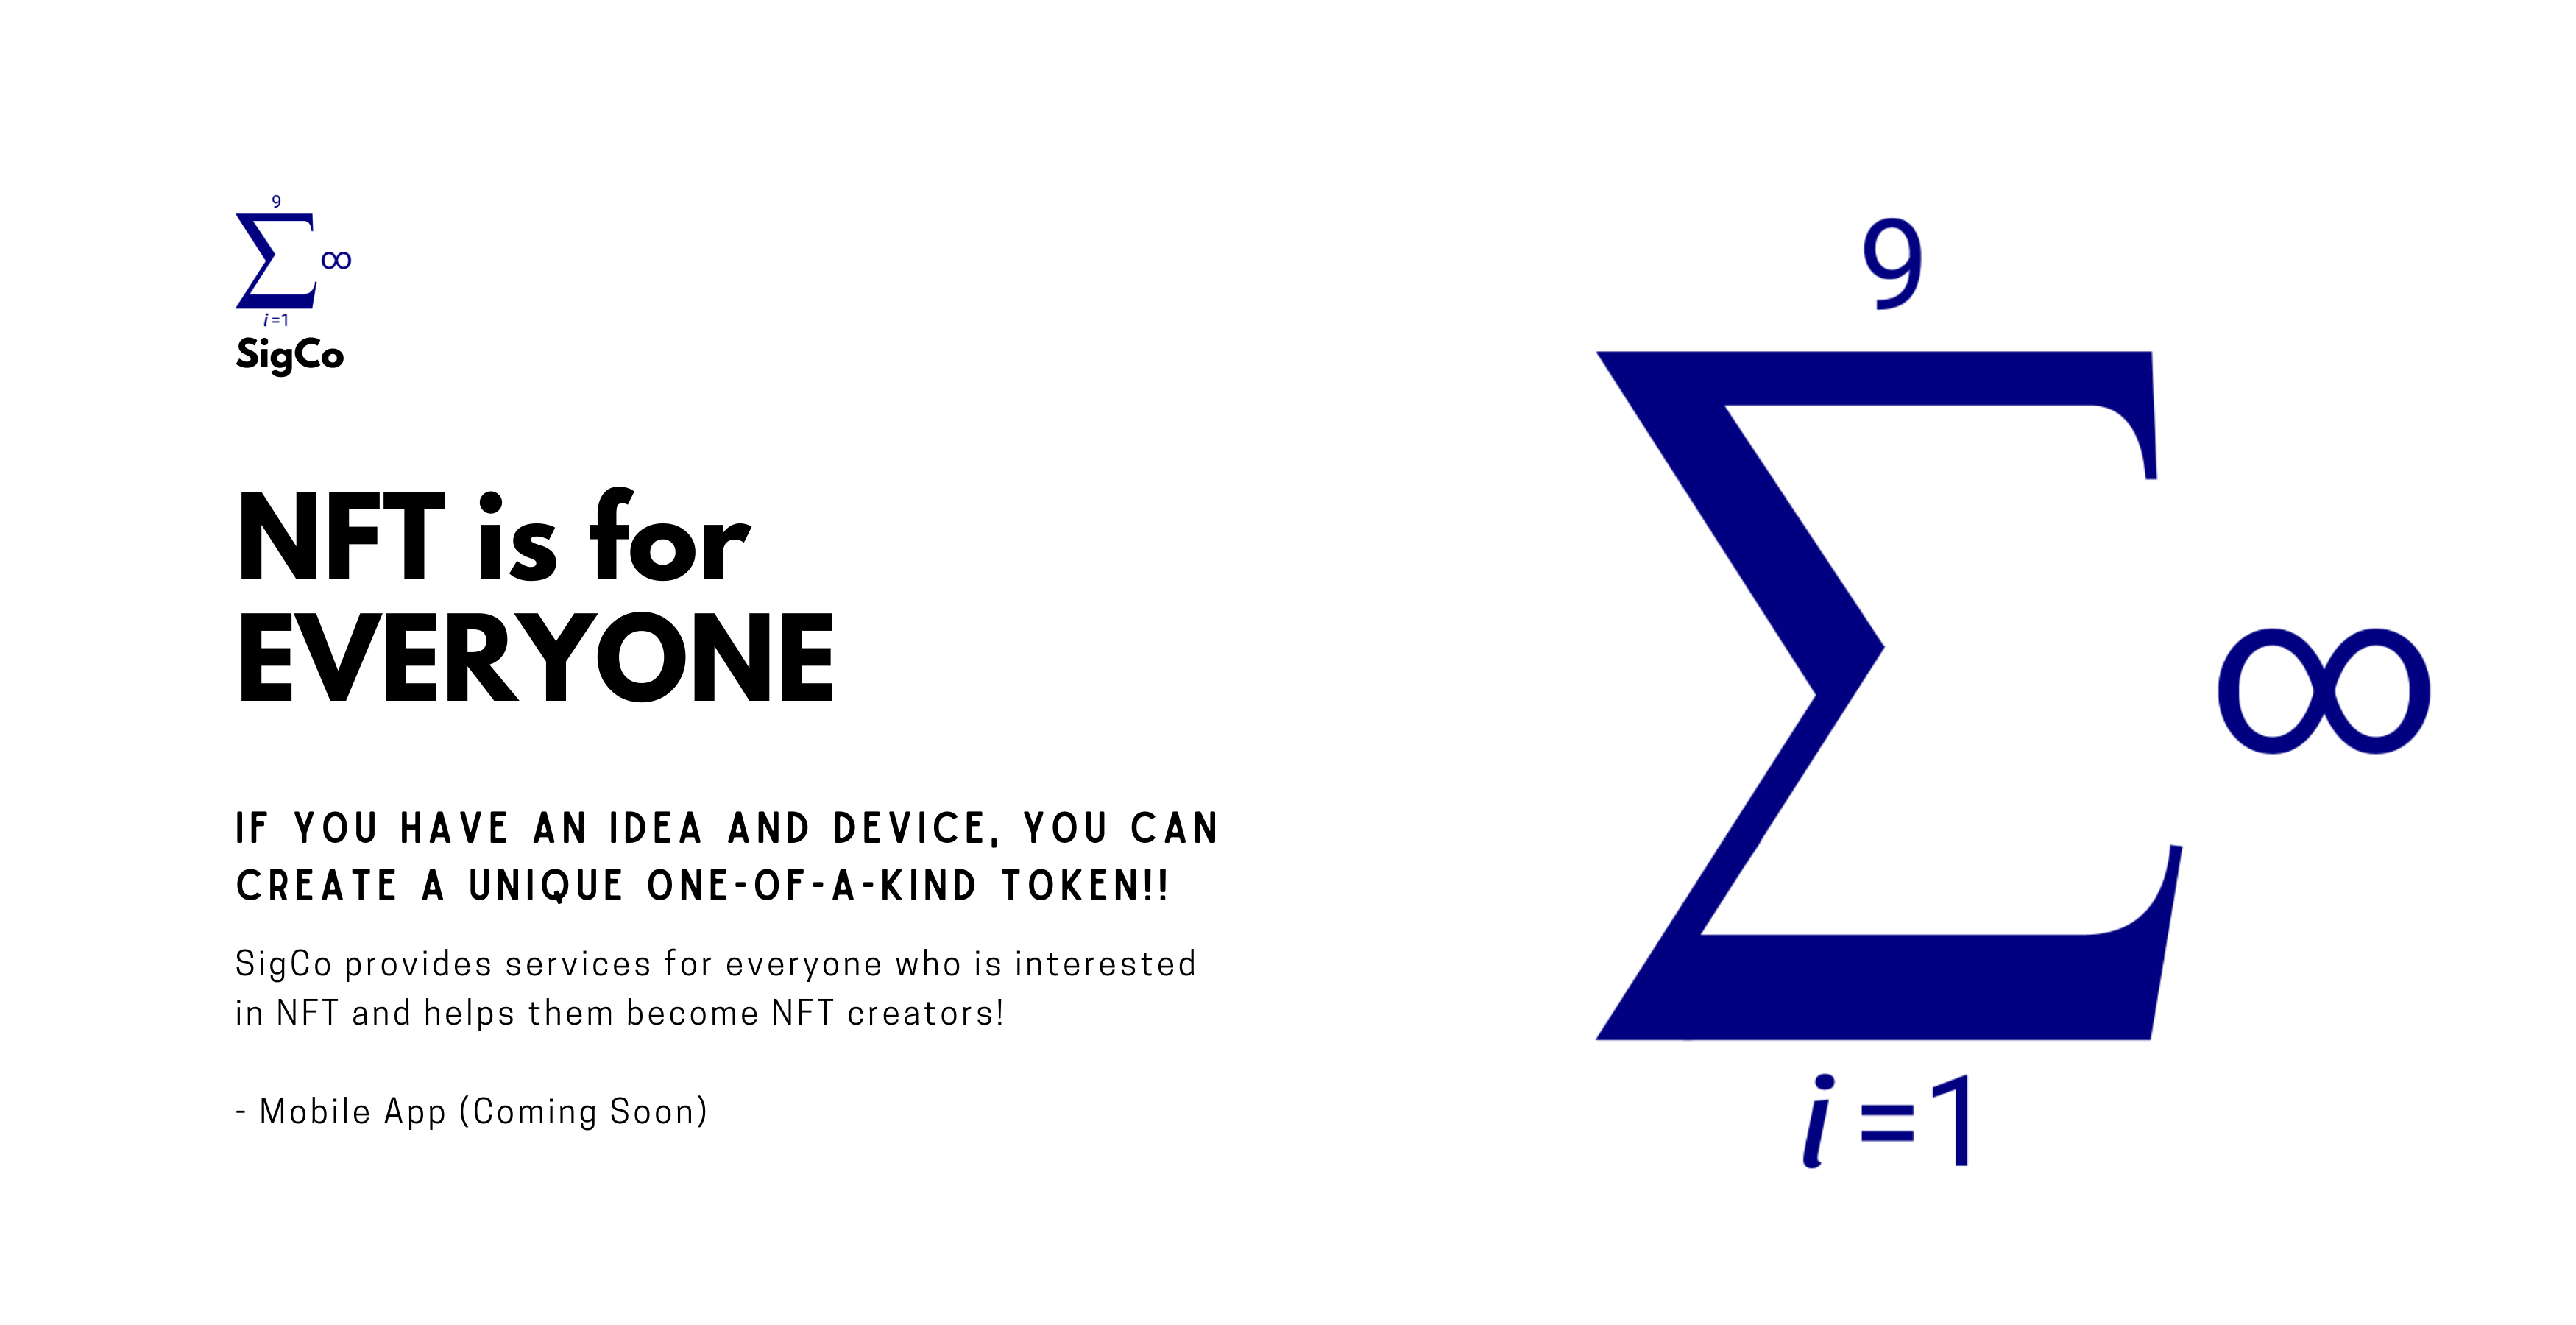 9
∑∞
i=1
SigCo
NFT is for
EVERYONE
IF YOU HAVE AN IDEA AND DEVICE, YOU CAN
CREATE A UNIQUE ONE-OF-A-KIND TOKEN!!
SigCo provides services for everyone who is interested
in NFT and helps them become NFT creators!
- Mobile App (Coming Soon)
9
∑∞
i=1